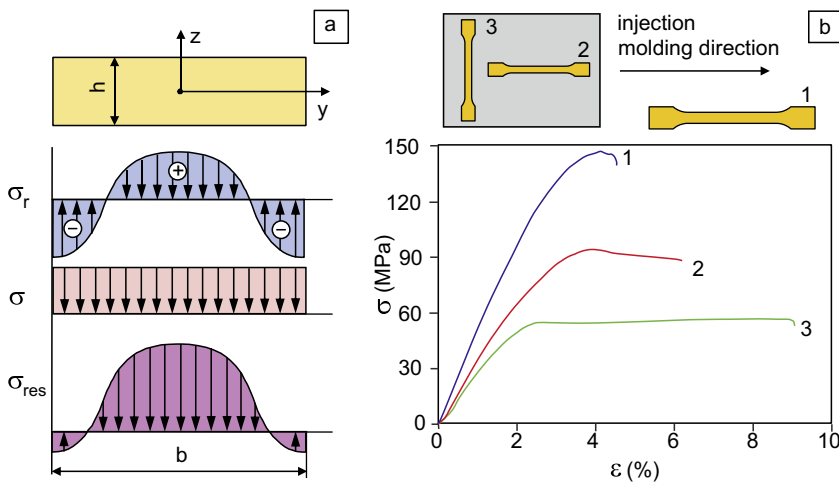 a
z
h
y
σr
+
−
−
σ
σres
b
b
3
2
injection
molding direction
1
150
120
90
60
30
0
σ (MPa)
1
2
3
0
2
4
6
8
10
ε (%)